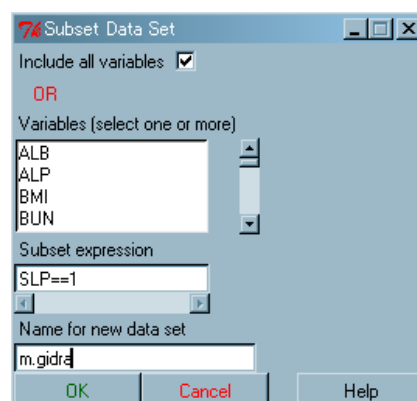 Subset Data Set
Include all variables
OR
Variables (select one or more)
ALB
ALP
BMI
BUN
Subset expression
SLP==1
Name for new data set
m.gidra
OK Cancel Help